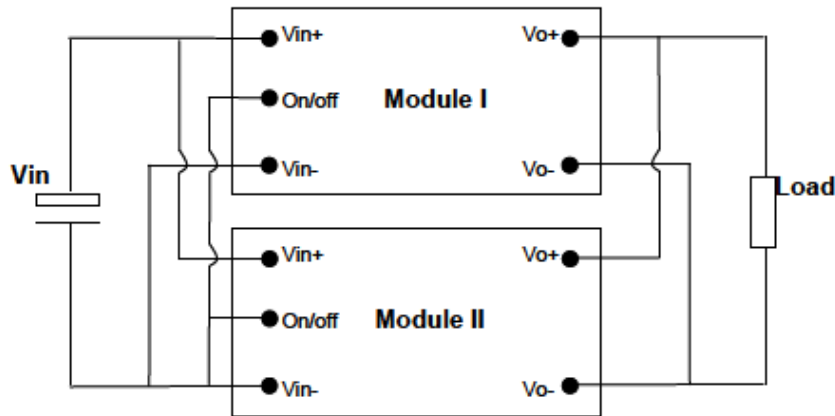 Vin+ Vo+
On/off Module I
Vin- Vo-
Vin
Load
Vin+ Vo+
On/off Module II
Vin- Vo-